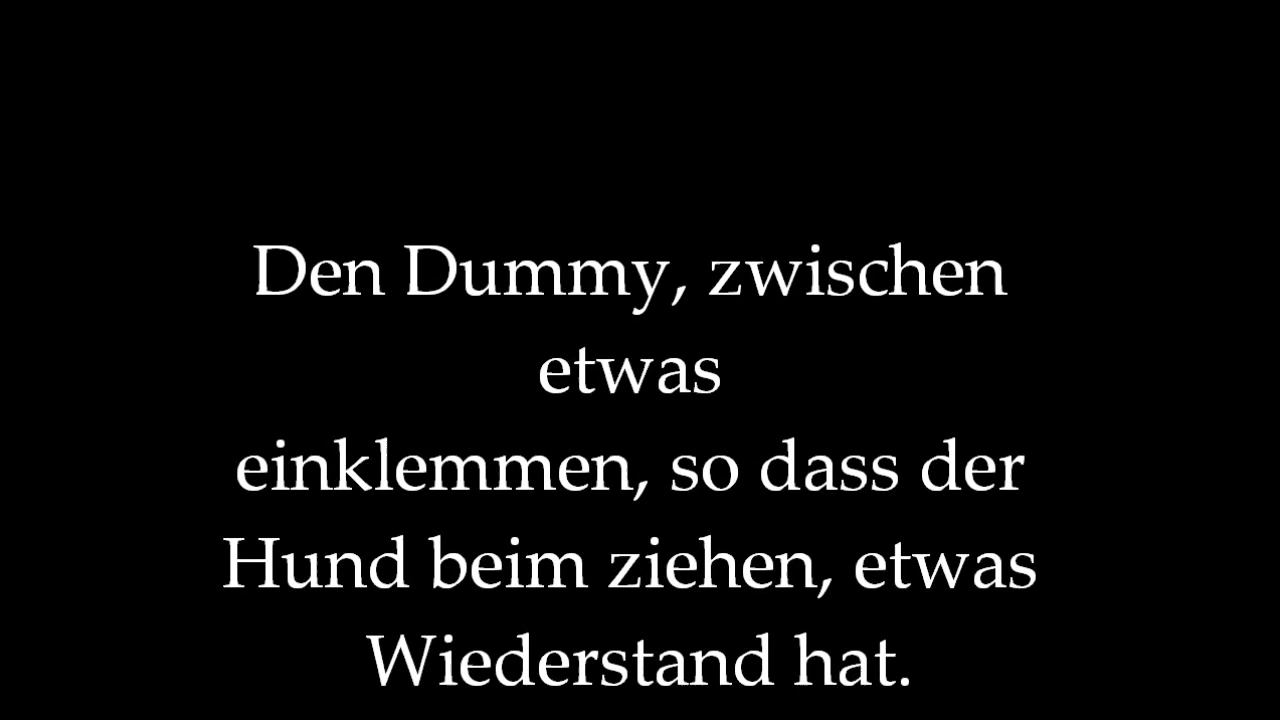 Den Dummy, zwischen
etwas
einklemmen, so dass der
Hund beim ziehen, etwas
Wiederstand hat.